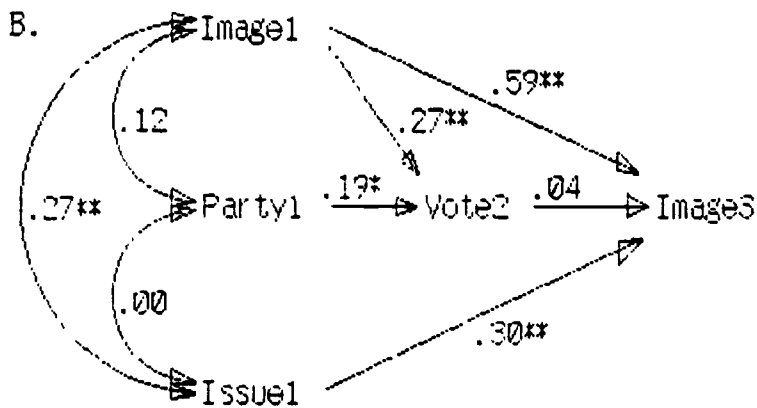 B.
Image1
.59**
.27**
.12
.27** Party1 .19* Vote2 .04 Image3
.00
.30**
Issue1